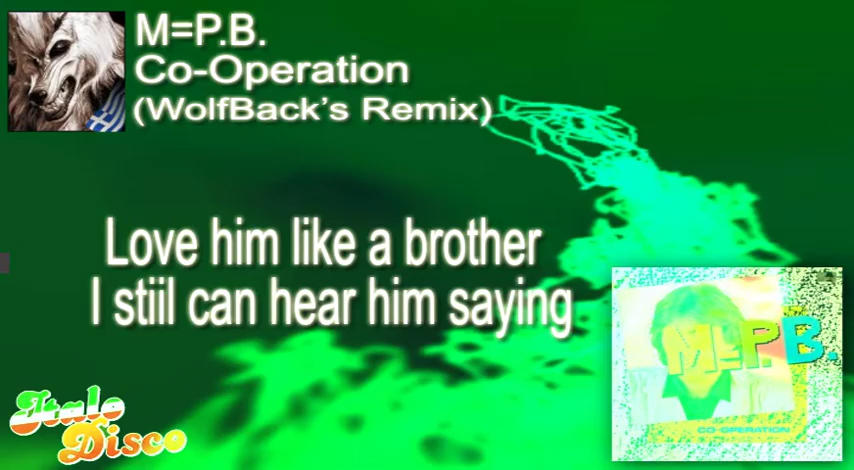 M=P.B.
Co-Operation
(WolfBack's Remix)
Love him like a brother
I stiil can hear him saying
M=P.B.
CO-OPERATION
Italo
Disco